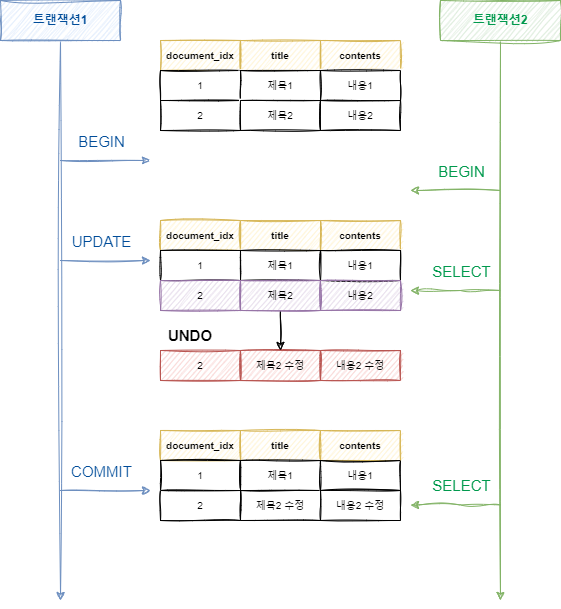 트랜잭션1
트랜잭션2
document_idx title contents
1 제목1 내용1
2 제목2 내용2
BEGIN
BEGIN
document_idx title contents
UPDATE
1 제목1 내용1
SELECT
2 제목2 내용2
UNDO
2 제목2 수정 내용2 수정
document_idx title contents
COMMIT
1 제목1 내용1
SELECT
2 제목2 수정 내용2 수정